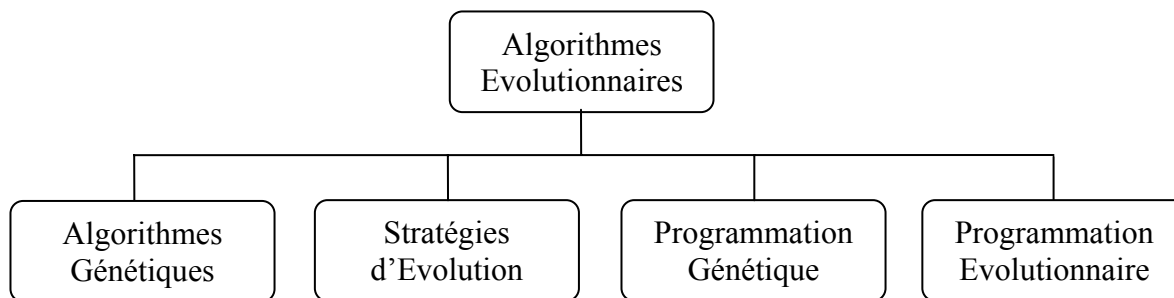 Algorithmes
Evolutionnaires
Algorithmes
Génétiques
Stratégies
d'Evolution
Programmation
Génétique
Programmation
Evolutionnaire